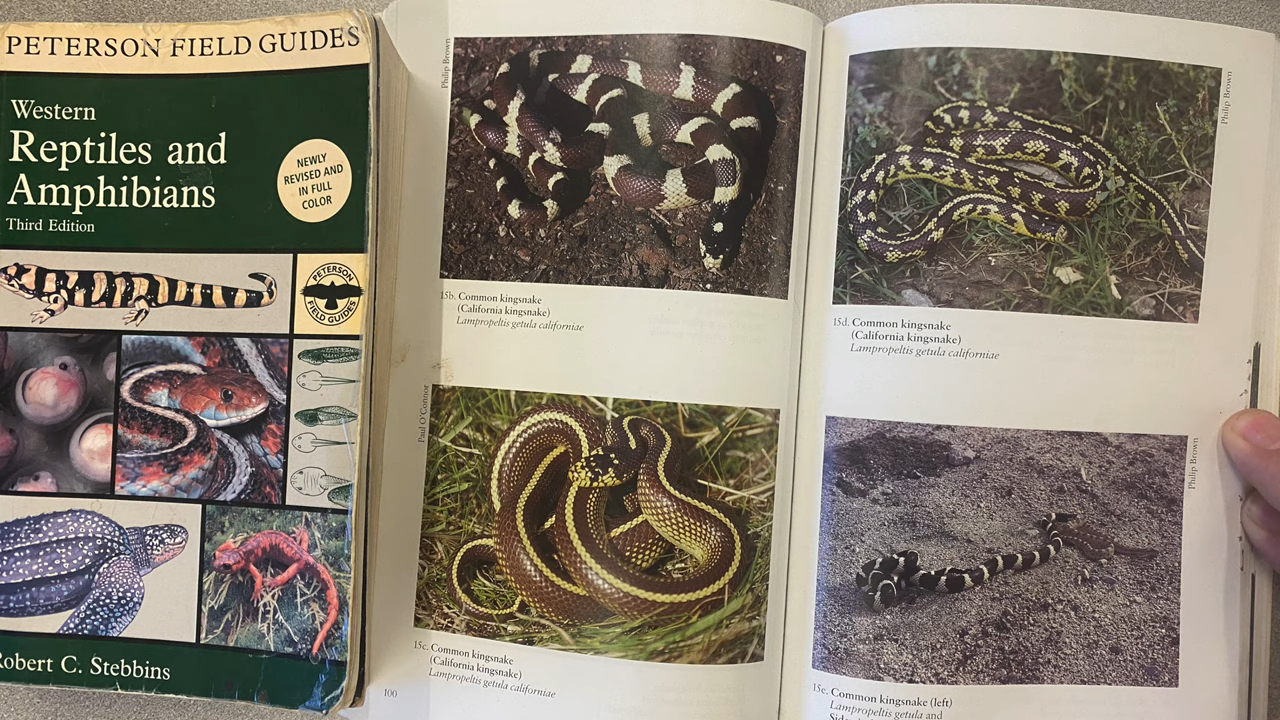 PETERSON FIELD GUIDES
Western
Reptiles and
Amphibians
Third Edition
NEWLY
REVISED AND
IN FULL
COLOR
PETERSON
FIELD GUIDES
Robert C. Stebbins
Philip Brown
15b. Common kingsnake
(California kingsnake)
Lampropeltis getula californiae
Paul O'Connor
15c. Common kingsnake
(California kingsnake)
Lampropeltis getula californiae
100
Philip Brown
15d. Common kingsnake
(California kingsnake)
Lampropeltis getula californiae
Philip Brown
15e. Common kingsnake (left)
Lampropeltis getula and